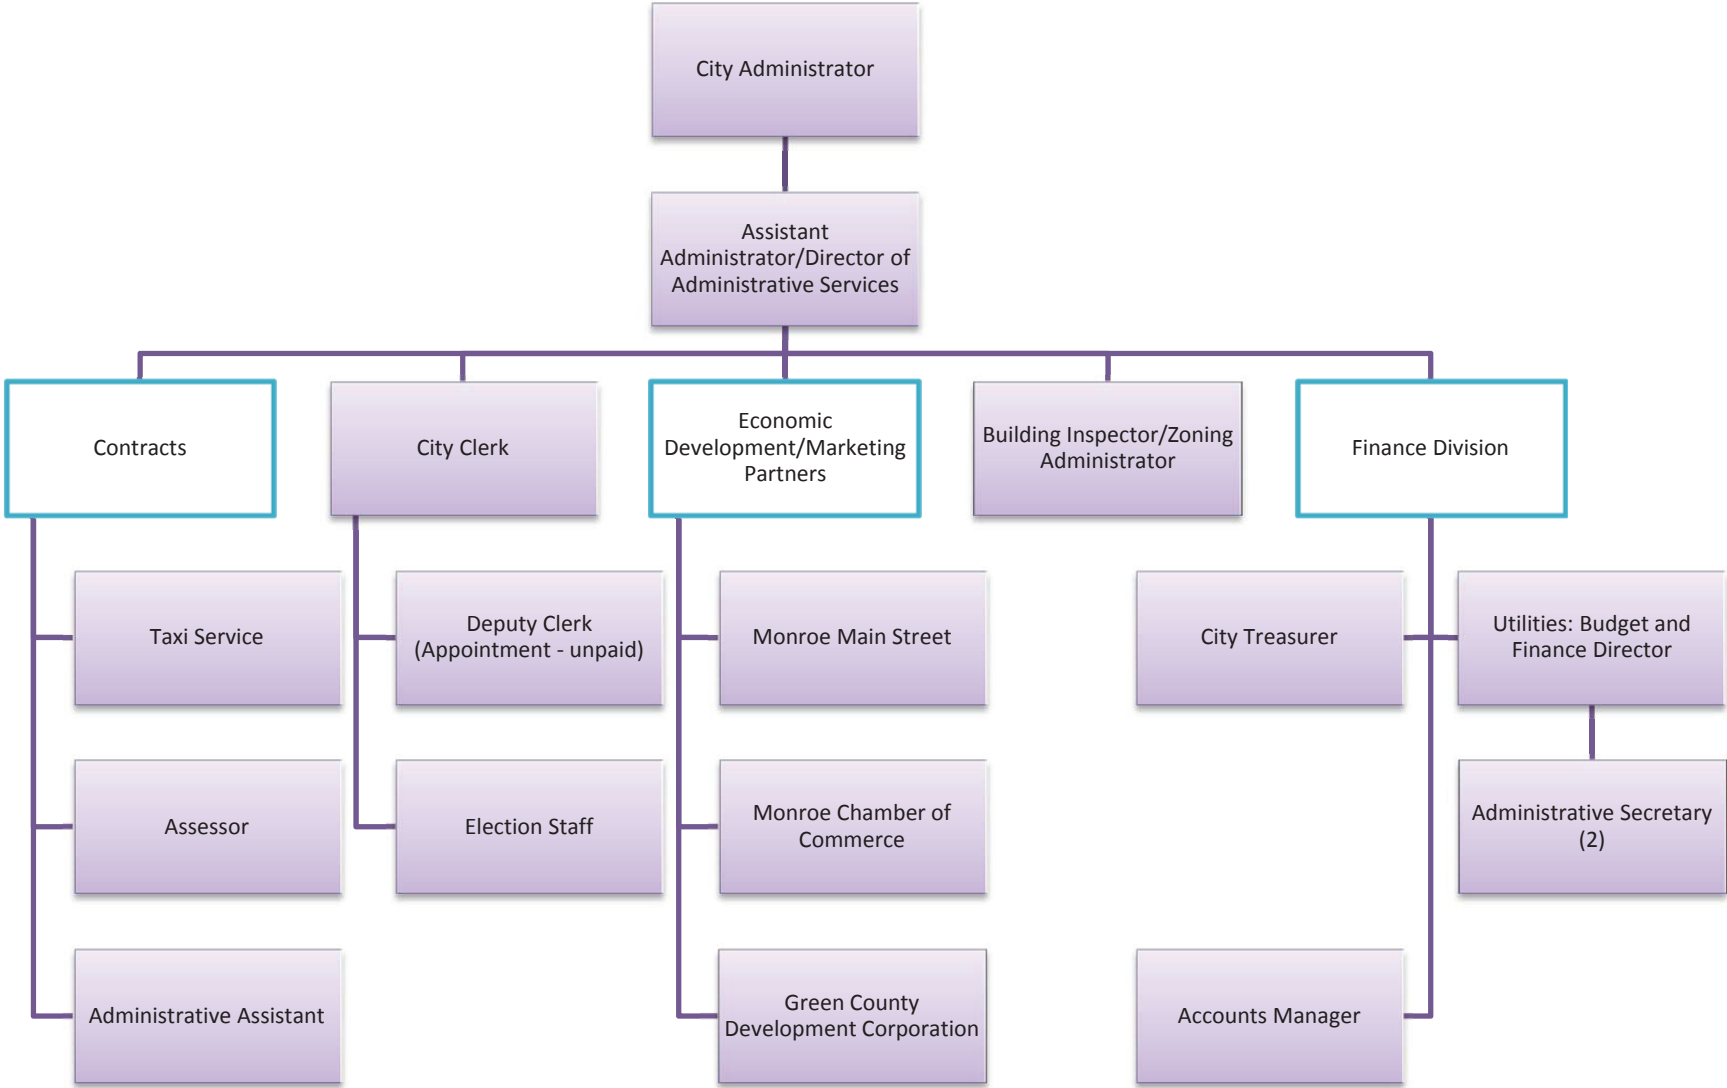 City Administrator
Assistant
Administrator/Director of
Administrative Services
Contracts
City Clerk
Economic
Development/Marketing
Partners
Building Inspector/Zoning
Administrator
Finance Division
Taxi Service
Deputy Clerk
(Appointment - unpaid)
Monroe Main Street
City Treasurer
Utilities: Budget and
Finance Director
Assessor
Election Staff
Monroe Chamber of
Commerce
Administrative Secretary
(2)
Administrative Assistant
Green County
Development Corporation
Accounts Manager